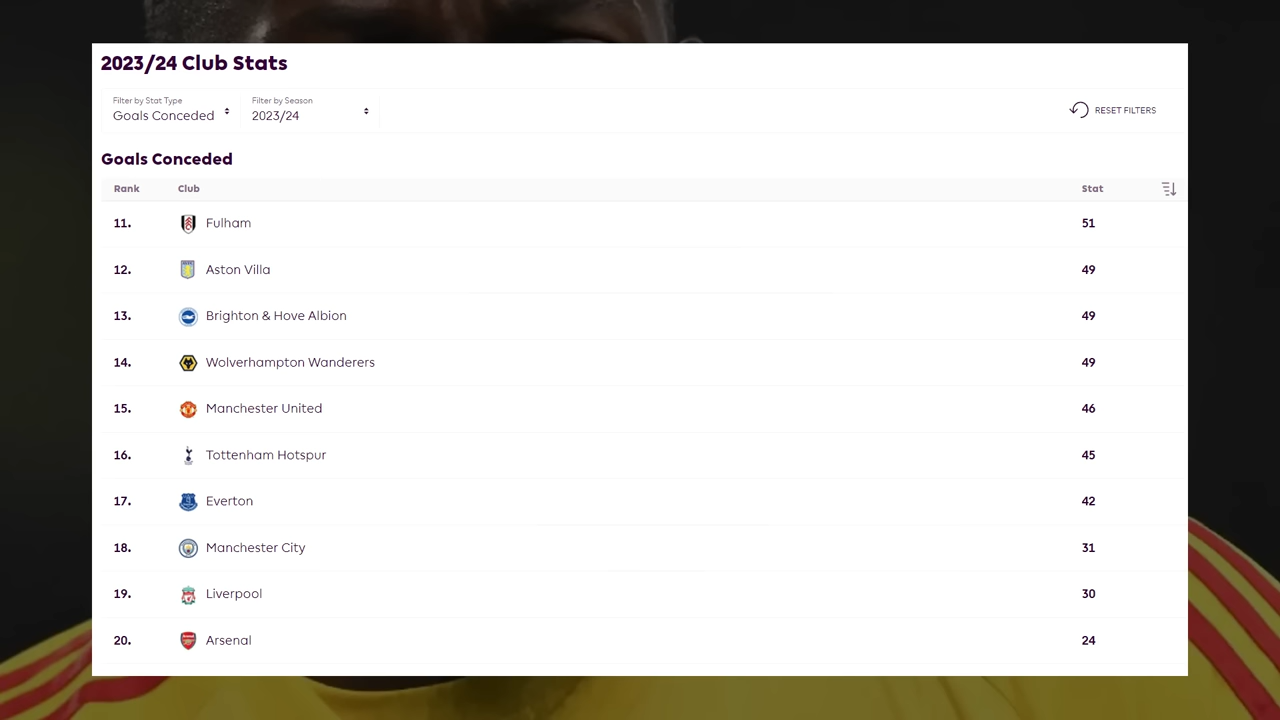 2023/24 Club Stats
Filter by Stat Type
Goals Conceded
Filter by Season
2023/24
RESET FILTERS
Goals Conceded
Rank Club Stat
11. Fulham 51
12. Aston Villa 49
13. Brighton & Hove Albion 49
14. Wolverhampton Wanderers 49
15. Manchester United 46
16. Tottenham Hotspur 45
17. Everton 42
18. Manchester City 31
19. Liverpool 30
20. Arsenal 24